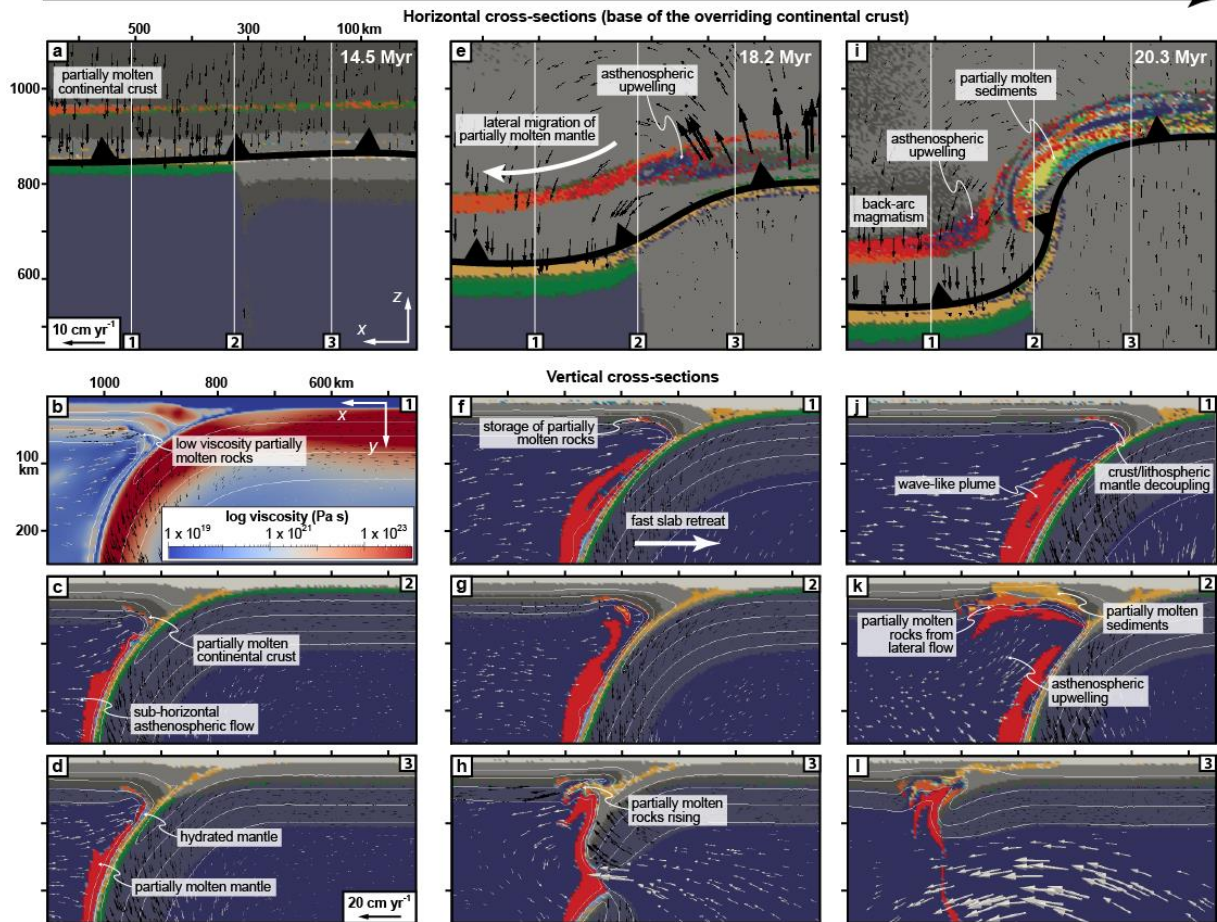 Horizontal cross-sections (base of the overriding continental crust)
500 300 100 km
a
14.5 Myr
partially molten
continental crust
1000
800
600
400
10 cm yr-1
z
x
1 2 3
e
18.2 Myr
asthenospheric
upwelling
lateral migration of
partially molten mantle
1 2 3
i
20.3 Myr
partially molten
sediments
asthenospheric
upwelling
back-arc
magmatism
1 2 3
Vertical cross-sections
1000 800 600 km
b
1
x
y
low viscosity partially
molten rocks
100
km
200
log viscosity (Pa s)
1 x 10¹⁹ 1 x 10²¹ 1 x 10²³
f
1
storage of partially
molten rocks
fast slab retreat
j
1
crust/lithospheric
mantle decoupling
wave-like plume
c
2
partially molten
continental crust
sub-horizontal
asthenospheric flow
g
2
k
2
partially molten
rocks from
lateral flow
partially molten
sediments
asthenospheric
upwelling
d
3
hydrated mantle
partially molten mantle
20 cm yr-1
h
3
partially molten
rocks rising
l
3